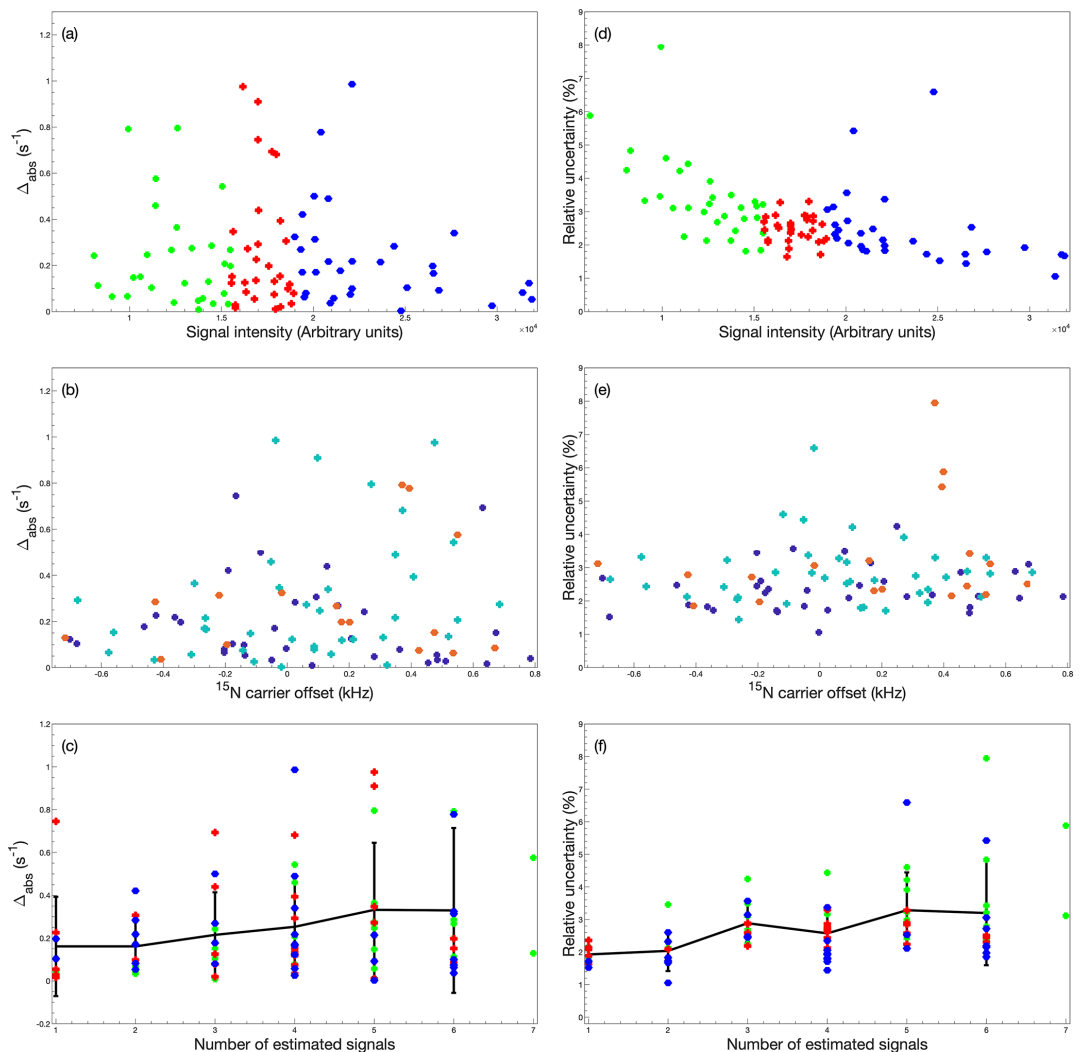 (a)
1.2
1
0.8
0.6
0.4
0.2
0
Δabs (s-1)
1 1.5 2 2.5 3
×10⁴
Signal intensity (Arbitrary units)
(d)
9
8
7
6
5
4
3
2
1
0
Relative uncertainty (%)
1 1.5 2 2.5 3
×10⁴
Signal intensity (Arbitrary units)
(b)
1.2
1
0.8
0.6
0.4
0.2
0
Δabs (s-1)
-0.6 -0.4 -0.2 0 0.2 0.4 0.6 0.8
15N carrier offset (kHz)
(e)
9
8
7
6
5
4
3
2
1
0
Relative uncertainty (%)
-0.6 -0.4 -0.2 0 0.2 0.4 0.6 0.8
15N carrier offset (kHz)
(c)
1.2
1
0.8
0.6
0.4
0.2
0
-0.2
Δabs (s-1)
1 2 3 4 5 6 7
Number of estimated signals
(f)
9
8
7
6
5
4
3
2
1
0
Relative uncertainty (%)
1 2 3 4 5 6 7
Number of estimated signals